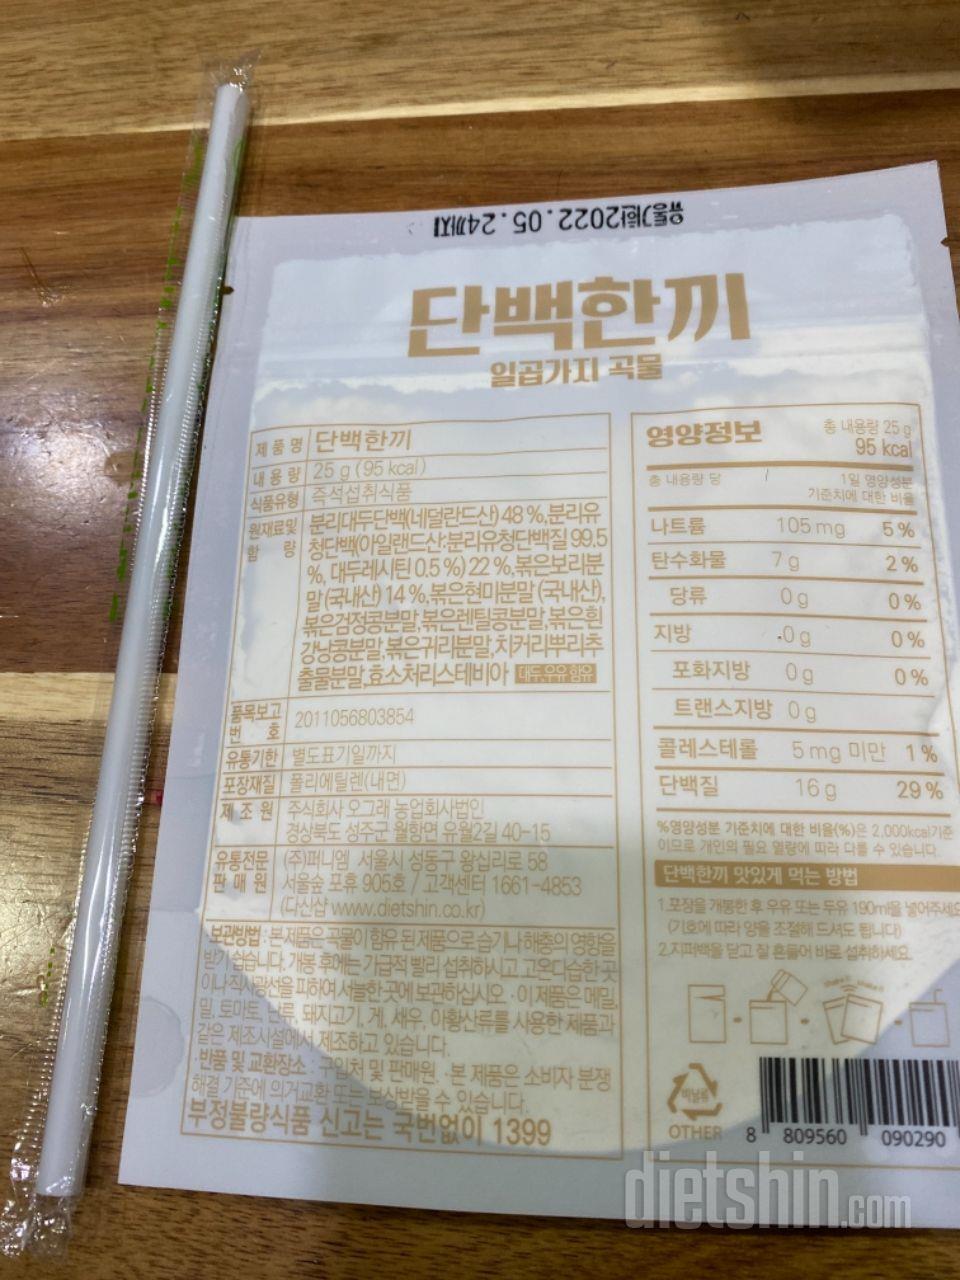 유통기한2022.05.24까지
단백한끼
일곱가지 곡물
제 품 명 단백한끼
내 용 량 25 g (95 kcal)
식품유형 즉석섭취식품
원재료및 함량 분리대두단백(네덜란드산) 48 %,분리유
청단백(아일랜드산:분리유청단백질 99.5
%, 대두레시틴 0.5 %) 22 %,볶은보리분
말 (국내산) 14 %,볶은현미분말 (국내산),
볶은검정콩분말,볶은렌틸콩분말,볶은흰
강낭콩분말,볶은귀리분말,치커리뿌리추
출물분말,효소처리스테비아 대두,우유 함유
품목보고 번 호 2011056803854
유통기한 별도표기일까지
포장재질 폴리에틸렌(내면)
제 조 원 주식회사 오그래 농업회사법인
경상북도 성주군 월항면 유월2길 40-15
유통전문 판 매 원 (주)퍼니엠 서울시 성동구 왕십리로 58
서울숲 포휴 905호 / 고객센터 1661-4853
(다신샵 www.dietshin.co.kr)
보관방법 : 본 제품은 곡물이 함유 된 제품으로 습기나 해충의 영향을
받기 쉽습니다. 개봉 후에는 가급적 빨리 섭취하시고 고온다습한 곳
이나 직사광선을 피하여 서늘한 곳에 보관하십시오 · 이 제품은 메밀,
밀, 토마토, 난류, 돼지고기, 게, 새우, 아황산류를 사용한 제품과
같은 제조시설에서 제조하고 있습니다.
·반품 및 교환장소 : 구입처 및 판매원 · 본 제품은 소비자 분쟁
해결 기준에 의거교환 또는 보상받을 수 있습니다.
부정불량식품 신고는 국번없이 1399
영양정보 총 내용량 25 g
95 kcal
총 내용량 당 1일 영양성분
기준치에 대한 비율
나트륨 105 mg 5 %
탄수화물 7 g 2 %
당류 0 g 0 %
지방 0 g 0 %
포화지방 0 g 0 %
트랜스지방 0 g
콜레스테롤 5 mg 미만 1 %
단백질 16 g 29 %
%영양성분 기준치에 대한 비율(%)은 2,000kcal기준
이므로 개인의 필요 열량에 따라 다를 수 있습니다.
단백한끼 맛있게 먹는 방법
1.포장을 개봉한 후 우유 또는 두유 190ml을 넣어주세요
(기호에 따라 양을 조절해 드셔도 됩니다)
2.지퍼백을 닫고 잘 흔들어 바로 섭취하세요.
비닐류
OTHER
8 809560 090290
dietshin.com